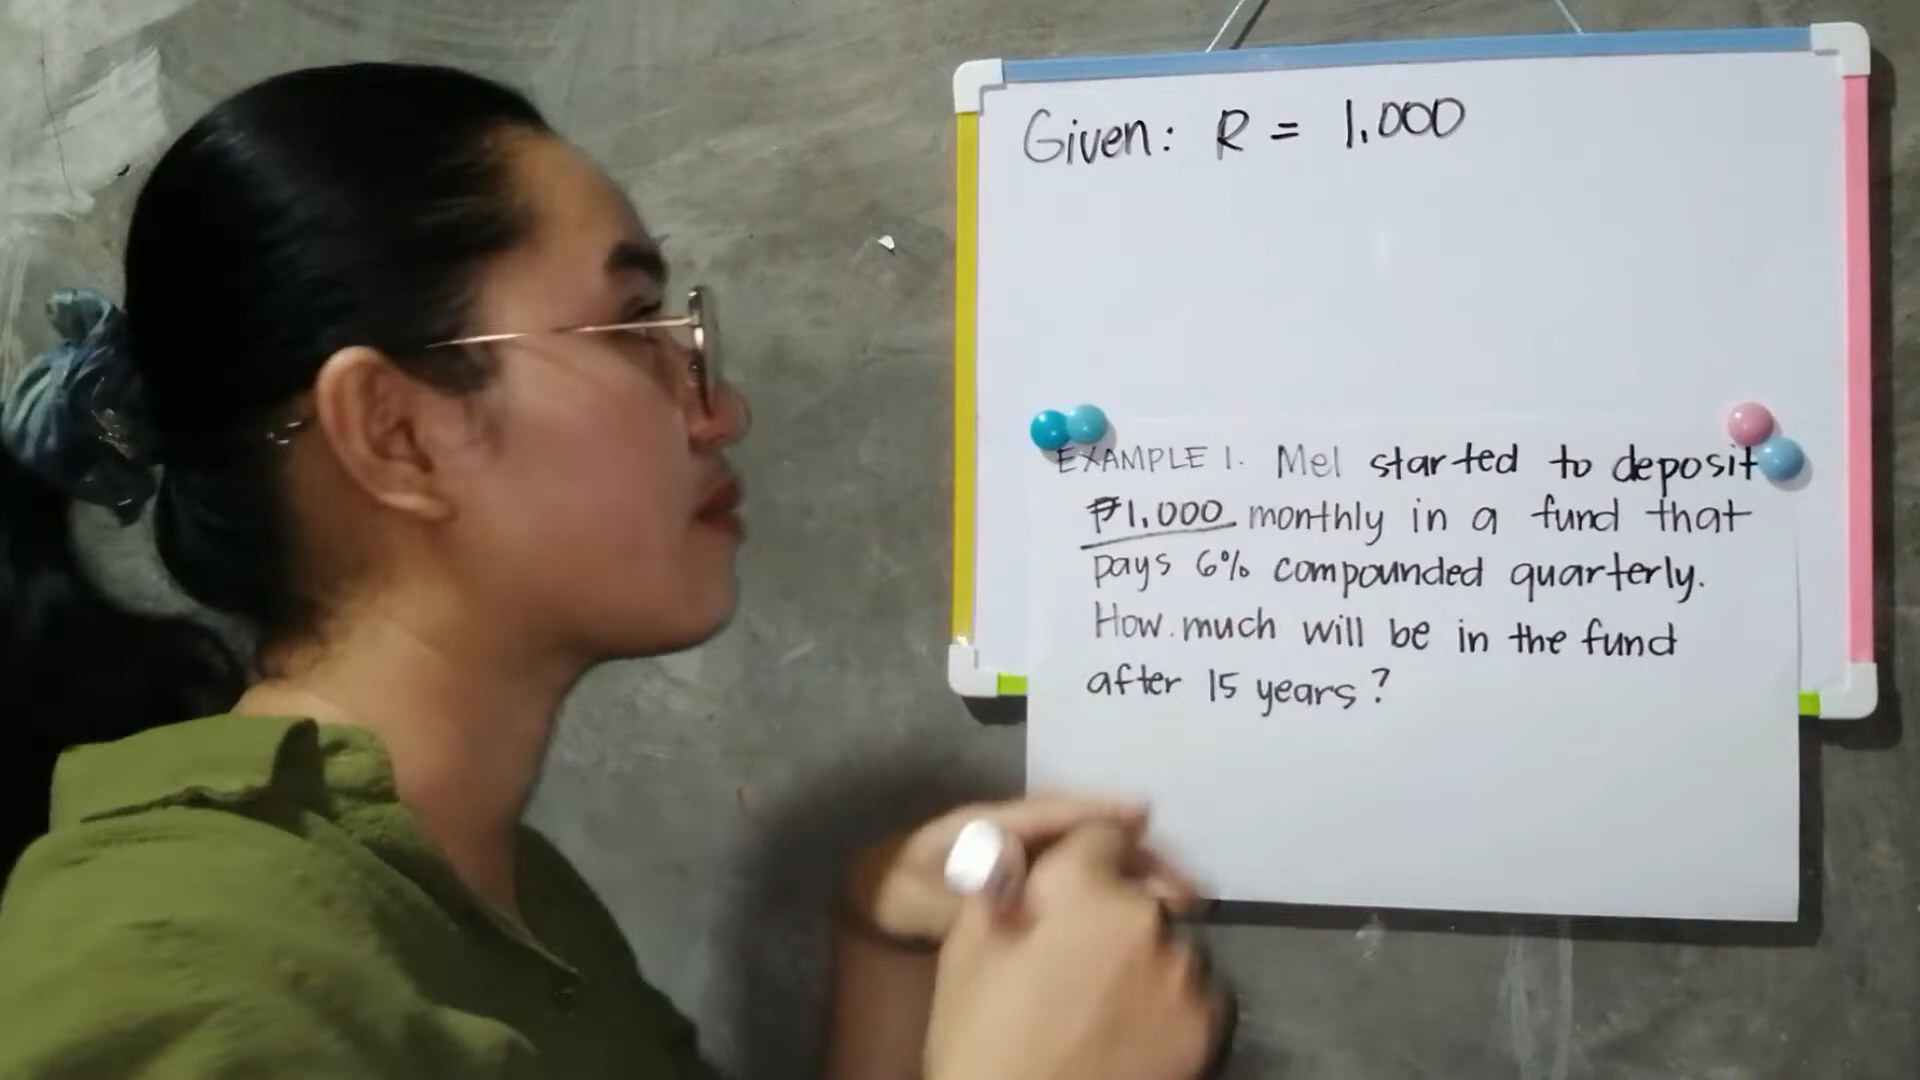 Given: R = 1.000
EXAMPLE 1. Mel started to deposit
₱1.000 monthly in a fund that
pays 6% compounded quarterly.
How much will be in the fund
after 15 years?